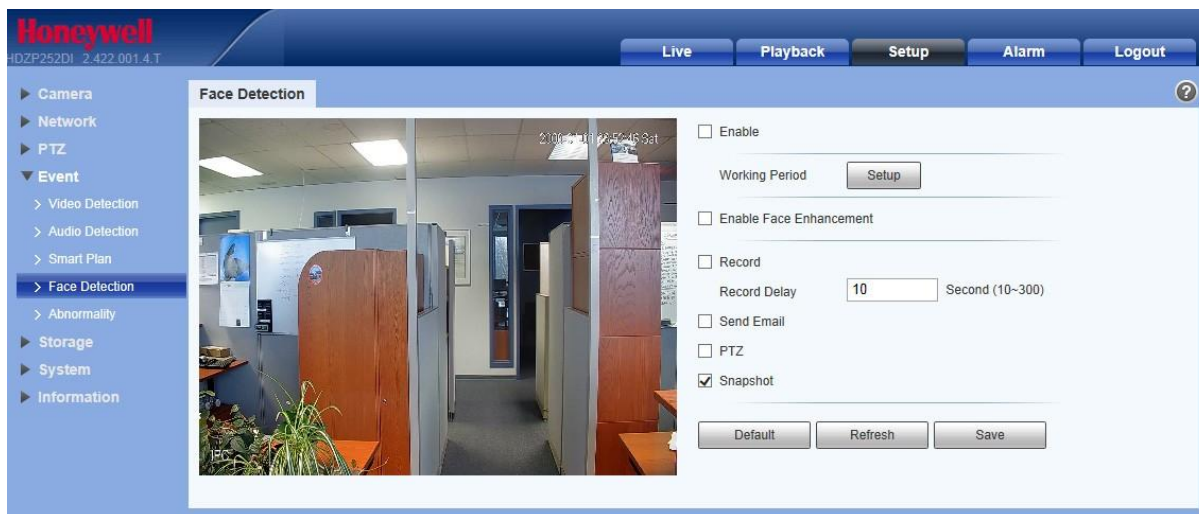 Honeywell
HDZP252DI 2.422.001.4.T
Live Playback Setup Alarm Logout
Camera
Network
PTZ
Event
> Video Detection
> Audio Detection
> Smart Plan
> Face Detection
> Abnormality
Storage
System
Information
Face Detection
?
Sat
IPC
Enable
Working Period Setup
Enable Face Enhancement
Record
Record Delay 10 Second (10~300)
Send Email
PTZ
Snapshot
Default Refresh Save